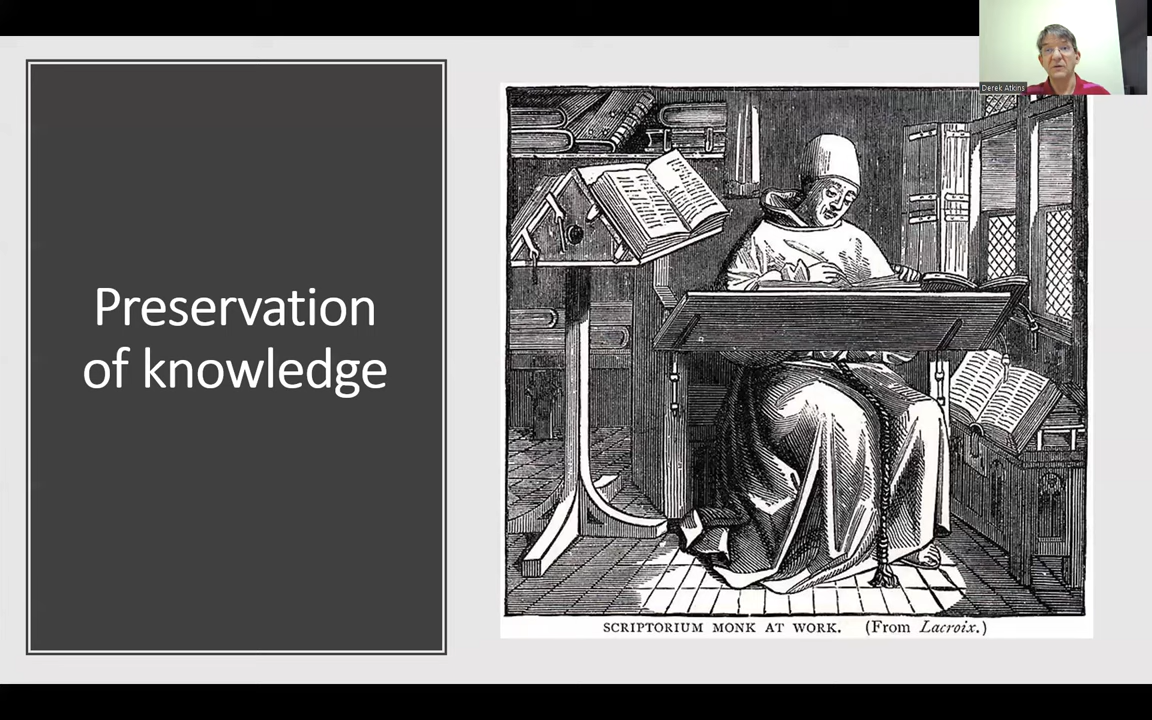 Preservation
of knowledge
Derek Atkins
SCRIPTORIUM MONK AT WORK. (From Lacroix.)